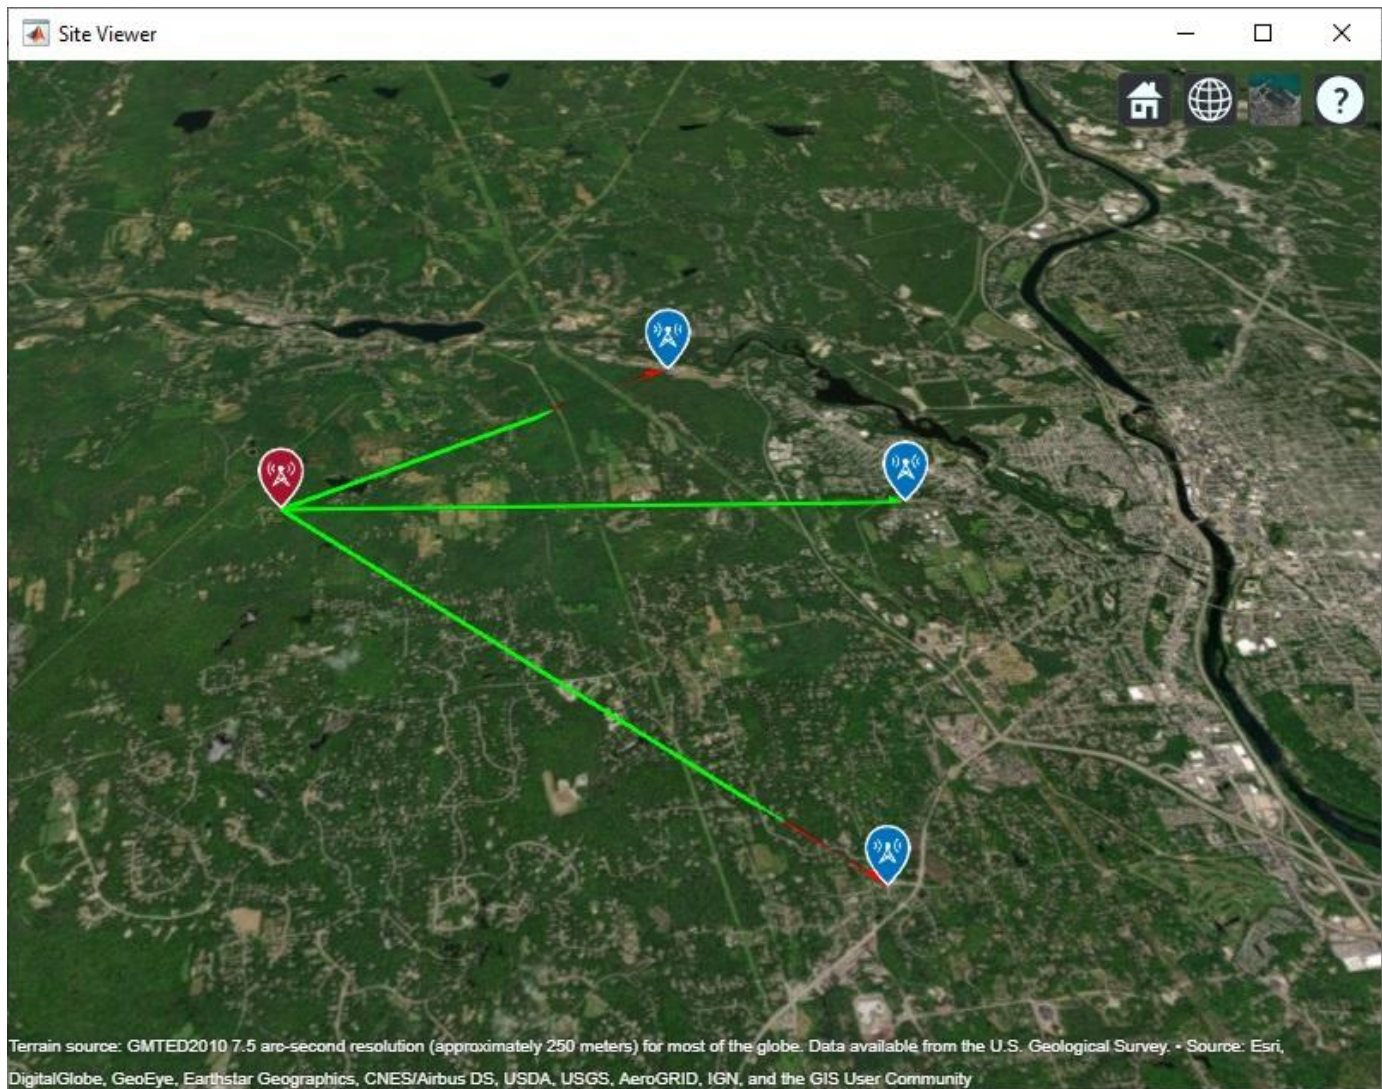 Site Viewer
?
Terrain source: GMTED2010 7.5 arc-second resolution (approximately 250 meters) for most of the globe. Data available from the U.S. Geological Survey. • Source: Esri,
DigitalGlobe, GeoEye, Earthstar Geographics, CNES/Airbus DS, USDA, USGS, AeroGRID, IGN, and the GIS User Community